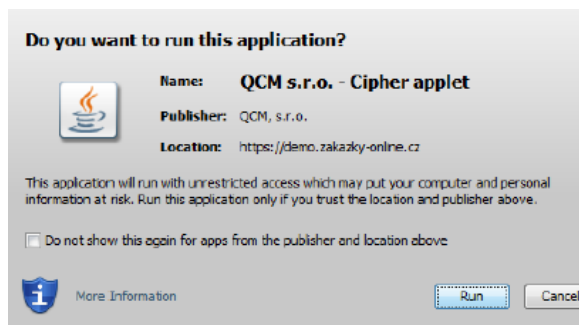 Do you want to run this application?
Name: QCM s.r.o. - Cipher applet
Publisher: QCM, s.r.o.
Location: https://demo.zakazky-online.cz
This application will run with unrestricted access which may put your computer and personal
information at risk. Run this application only if you trust the location and publisher above.
Do not show this again for apps from the publisher and location above
More Information
Run
Cancel